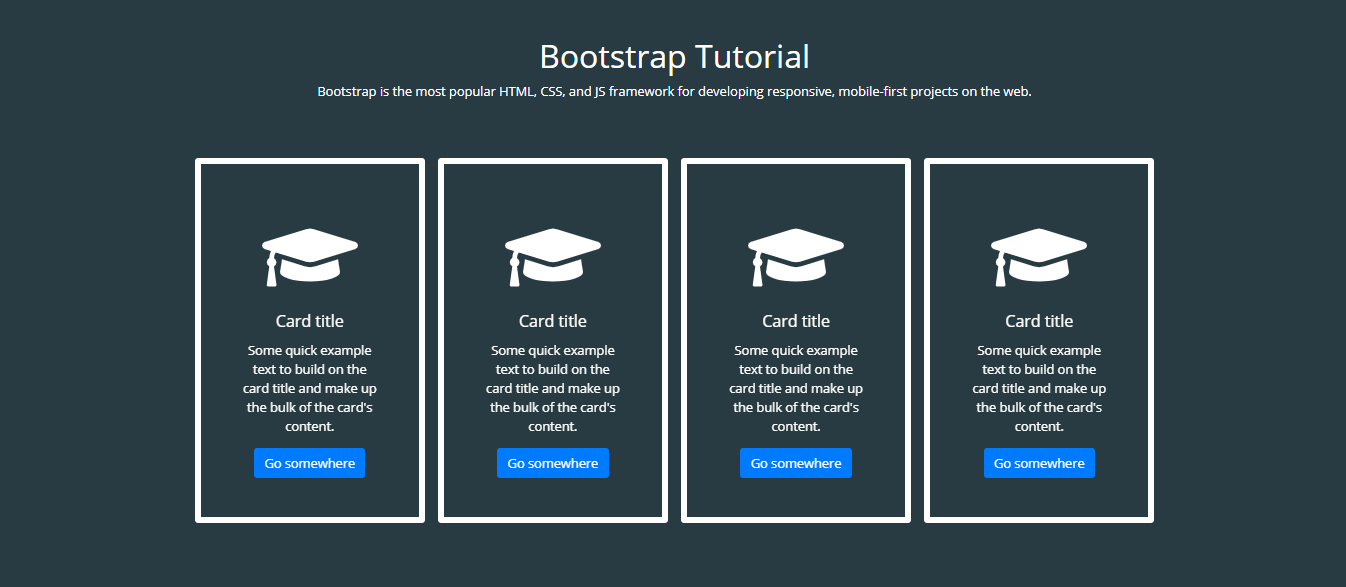 Bootstrap Tutorial
Bootstrap is the most popular HTML, CSS, and JS framework for developing responsive, mobile-first projects on the web.
Card title
Some quick example
text to build on the
card title and make up
the bulk of the card's
content.
Go somewhere
Card title
Some quick example
text to build on the
card title and make up
the bulk of the card's
content.
Go somewhere
Card title
Some quick example
text to build on the
card title and make up
the bulk of the card's
content.
Go somewhere
Card title
Some quick example
text to build on the
card title and make up
the bulk of the card's
content.
Go somewhere